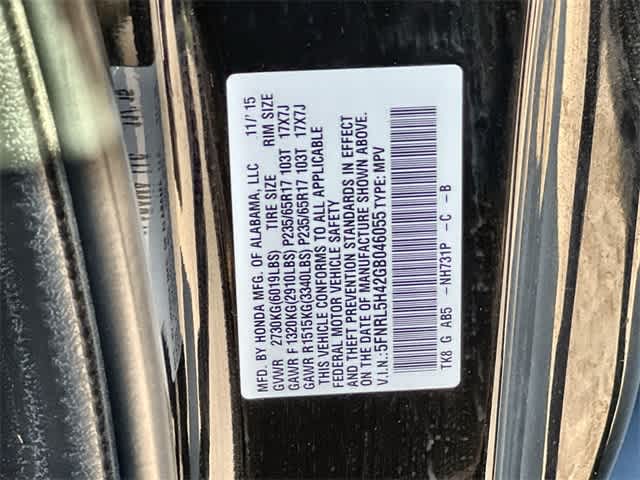 MFD. BY HONDA MFG. OF ALABAMA, LLC 11/'15
GVWR 2730KG(6019LBS) TIRE SIZE RIM SIZE
GAWR F 1320KG(2910LBS) P235/65R17 103T 17X7J
GAWR R1515KG(3340LBS) P235/65R17 103T 17X7J
THIS VEHICLE CONFORMS TO ALL APPLICABLE
FEDERAL MOTOR VEHICLE SAFETY
AND THEFT PREVENTION STANDARDS IN EFFECT
ON THE DATE OF MANUFACTURE SHOWN ABOVE.
V.I.N.:5FNRL5H42GB046055 TYPE: MPV
TK8 G AB5 -NH731P -C -B